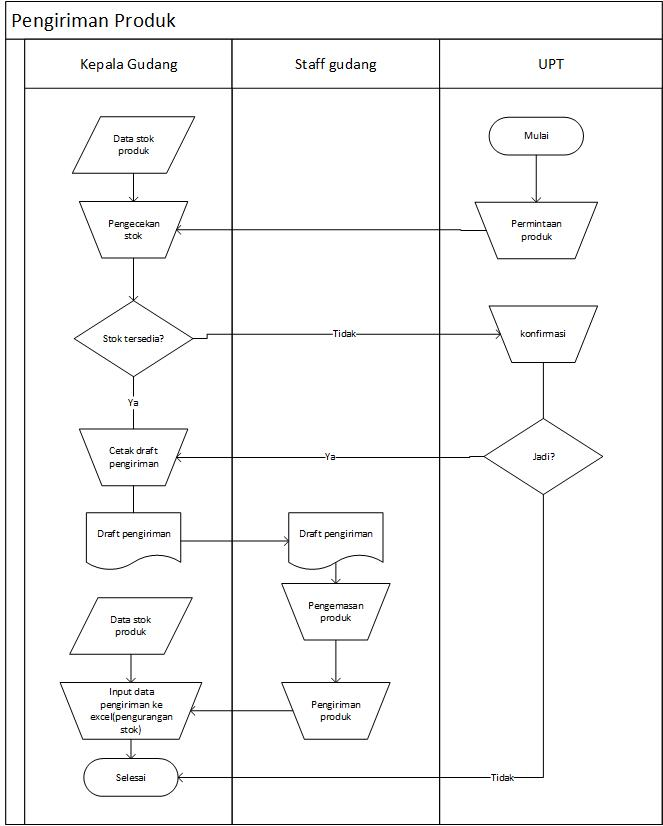 Pengiriman Produk
Kepala Gudang
Staff gudang
UPT
Data stok
produk
Mulai
Pengecekan
stok
Permintaan
produk
Stok tersedia?
Tidak
konfirmasi
Ya
Cetak draft
pengiriman
Ya
Jadi?
Draft pengiriman
Draft pengiriman
Data stok
produk
Pengemasan
produk
Input data
pengiriman ke
excel(pengurangan
stok)
Pengiriman
produk
Selesai
Tidak